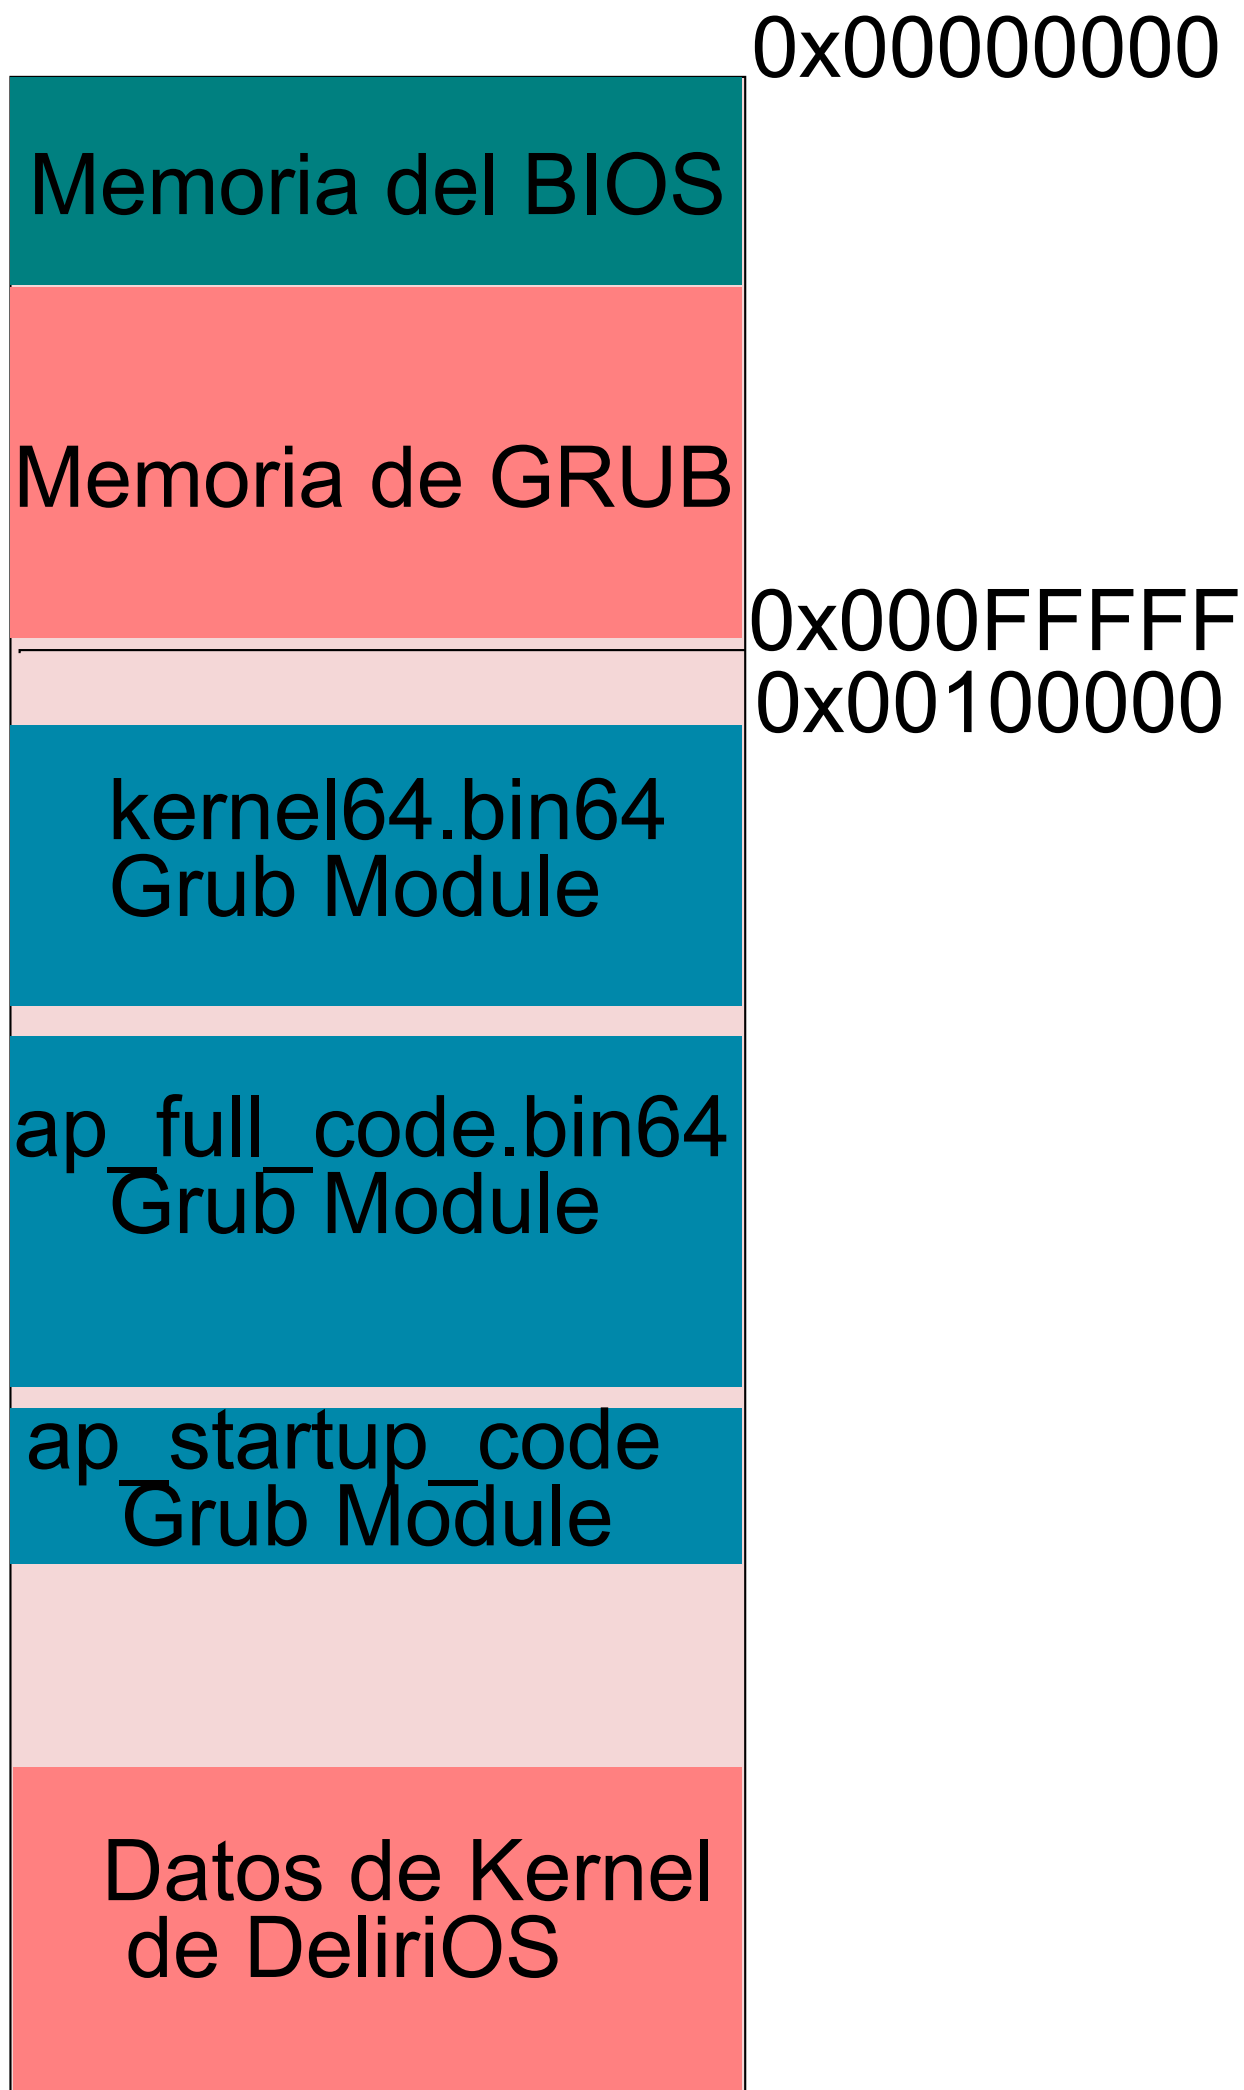 0x00000000
Memoria del BIOS
Memoria de GRUB
0x000FFFFF
0x00100000
kernel64.bin64
Grub Module
ap_full_code.bin64
Grub Module
ap_startup_code
Grub Module
Datos de Kernel
de DeliriOS